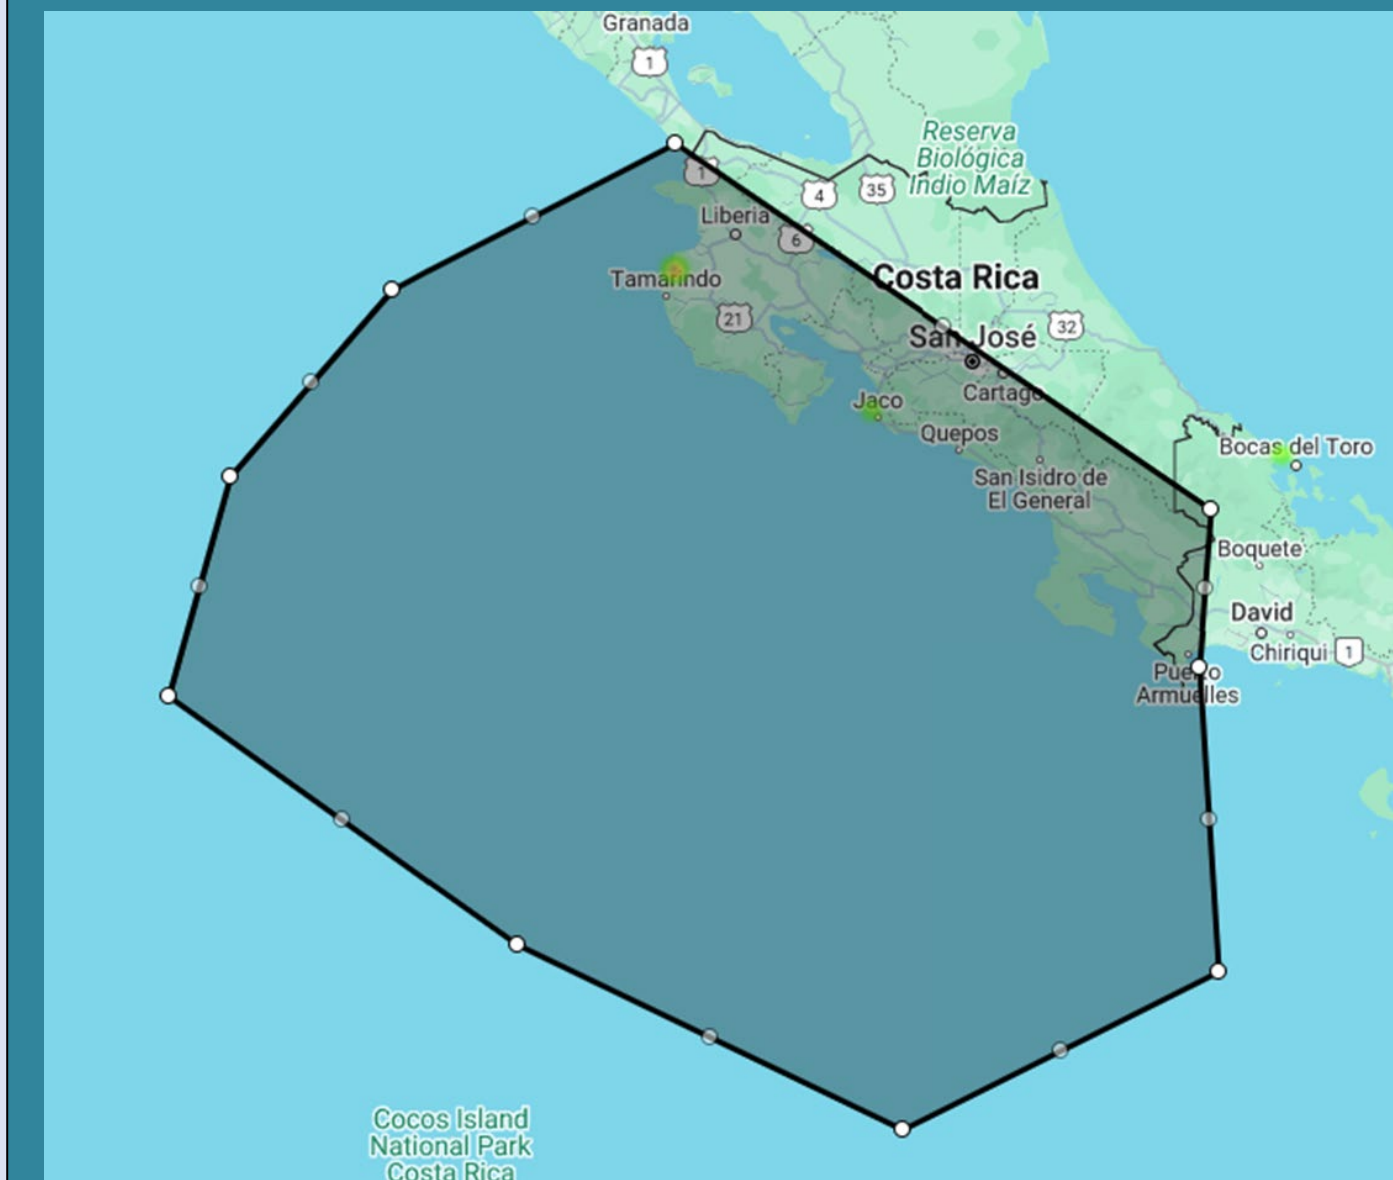 Granada
1
Reserva
Biológica
Indio Maíz
1
4
35
Liberia
6
Tamarindo
Costa Rica
21
San José
32
Cartago
Jaco
Quepos
Bocas del Toro
San Isidro de
El General
Boquete
David
Chiriqui
1
Puerto
Armuelles
Cocos Island
National Park
Costa Rica